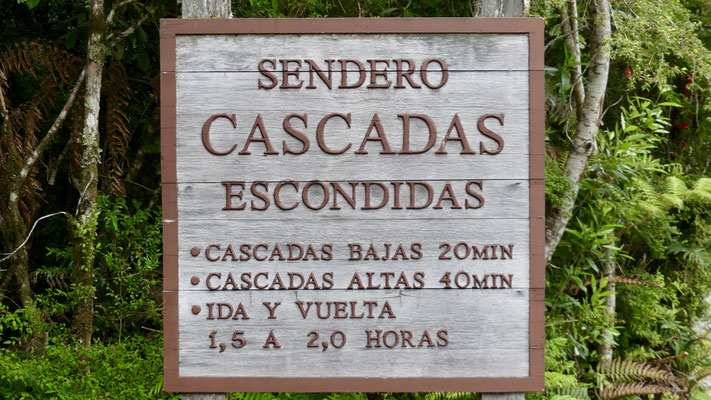 SENDERO
CASCADAS
ESCONDIDAS
• CASCADAS BAJAS 20MIN
• CASCADAS ALTAS 40MIN
• IDA Y VUELTA
1,5 A 2,0 HORAS